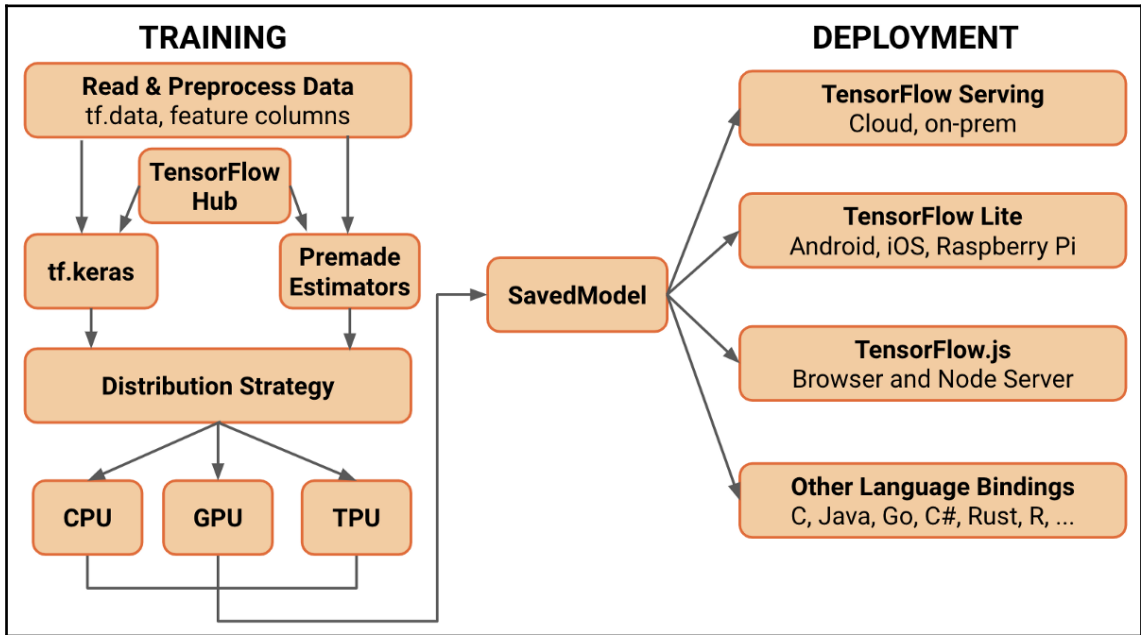 TRAINING
Read & Preprocess Data
tf.data, feature columns
TensorFlow
Hub
tf.keras
Premade
Estimators
Distribution Strategy
CPU
GPU
TPU
SavedModel
DEPLOYMENT
TensorFlow Serving
Cloud, on-prem
TensorFlow Lite
Android, iOS, Raspberry Pi
TensorFlow.js
Browser and Node Server
Other Language Bindings
C, Java, Go, C#, Rust, R, ...